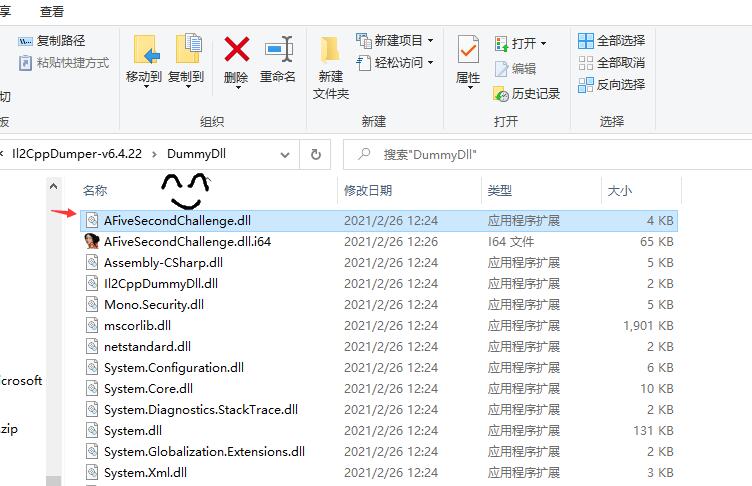 享 查看
复制路径
粘贴快捷方式
切
板
移动到 复制到 删除 重命名
组织
新建
文件夹
新建项目
轻松访问
新建
属性
打开
编辑
历史记录
打开
全部选择
全部取消
反向选择
选择
Il2CppDumper-v6.4.22 › DummyDll
搜索"DummyDll"
名称 修改日期 类型 大小
AFiveSecondChallenge.dll 2021/2/26 12:24 应用程序扩展 4 KB
AFiveSecondChallenge.dll.i64 2021/2/26 12:26 I64 文件 65 KB
Assembly-CSharp.dll 2021/2/26 12:24 应用程序扩展 5 KB
Il2CppDummyDll.dll 2021/2/26 12:24 应用程序扩展 2 KB
Mono.Security.dll 2021/2/26 12:24 应用程序扩展 5 KB
mscorlib.dll 2021/2/26 12:24 应用程序扩展 1,901 KB
netstandard.dll 2021/2/26 12:24 应用程序扩展 2 KB
System.Configuration.dll 2021/2/26 12:24 应用程序扩展 6 KB
icrosoft
System.Core.dll 2021/2/26 12:24 应用程序扩展 10 KB
System.Diagnostics.StackTrace.dll 2021/2/26 12:24 应用程序扩展 2 KB
.zip
System.dll 2021/2/26 12:24 应用程序扩展 131 KB
System.Globalization.Extensions.dll 2021/2/26 12:24 应用程序扩展 2 KB
System.Xml.dll 2021/2/26 12:24 应用程序扩展 3 KB